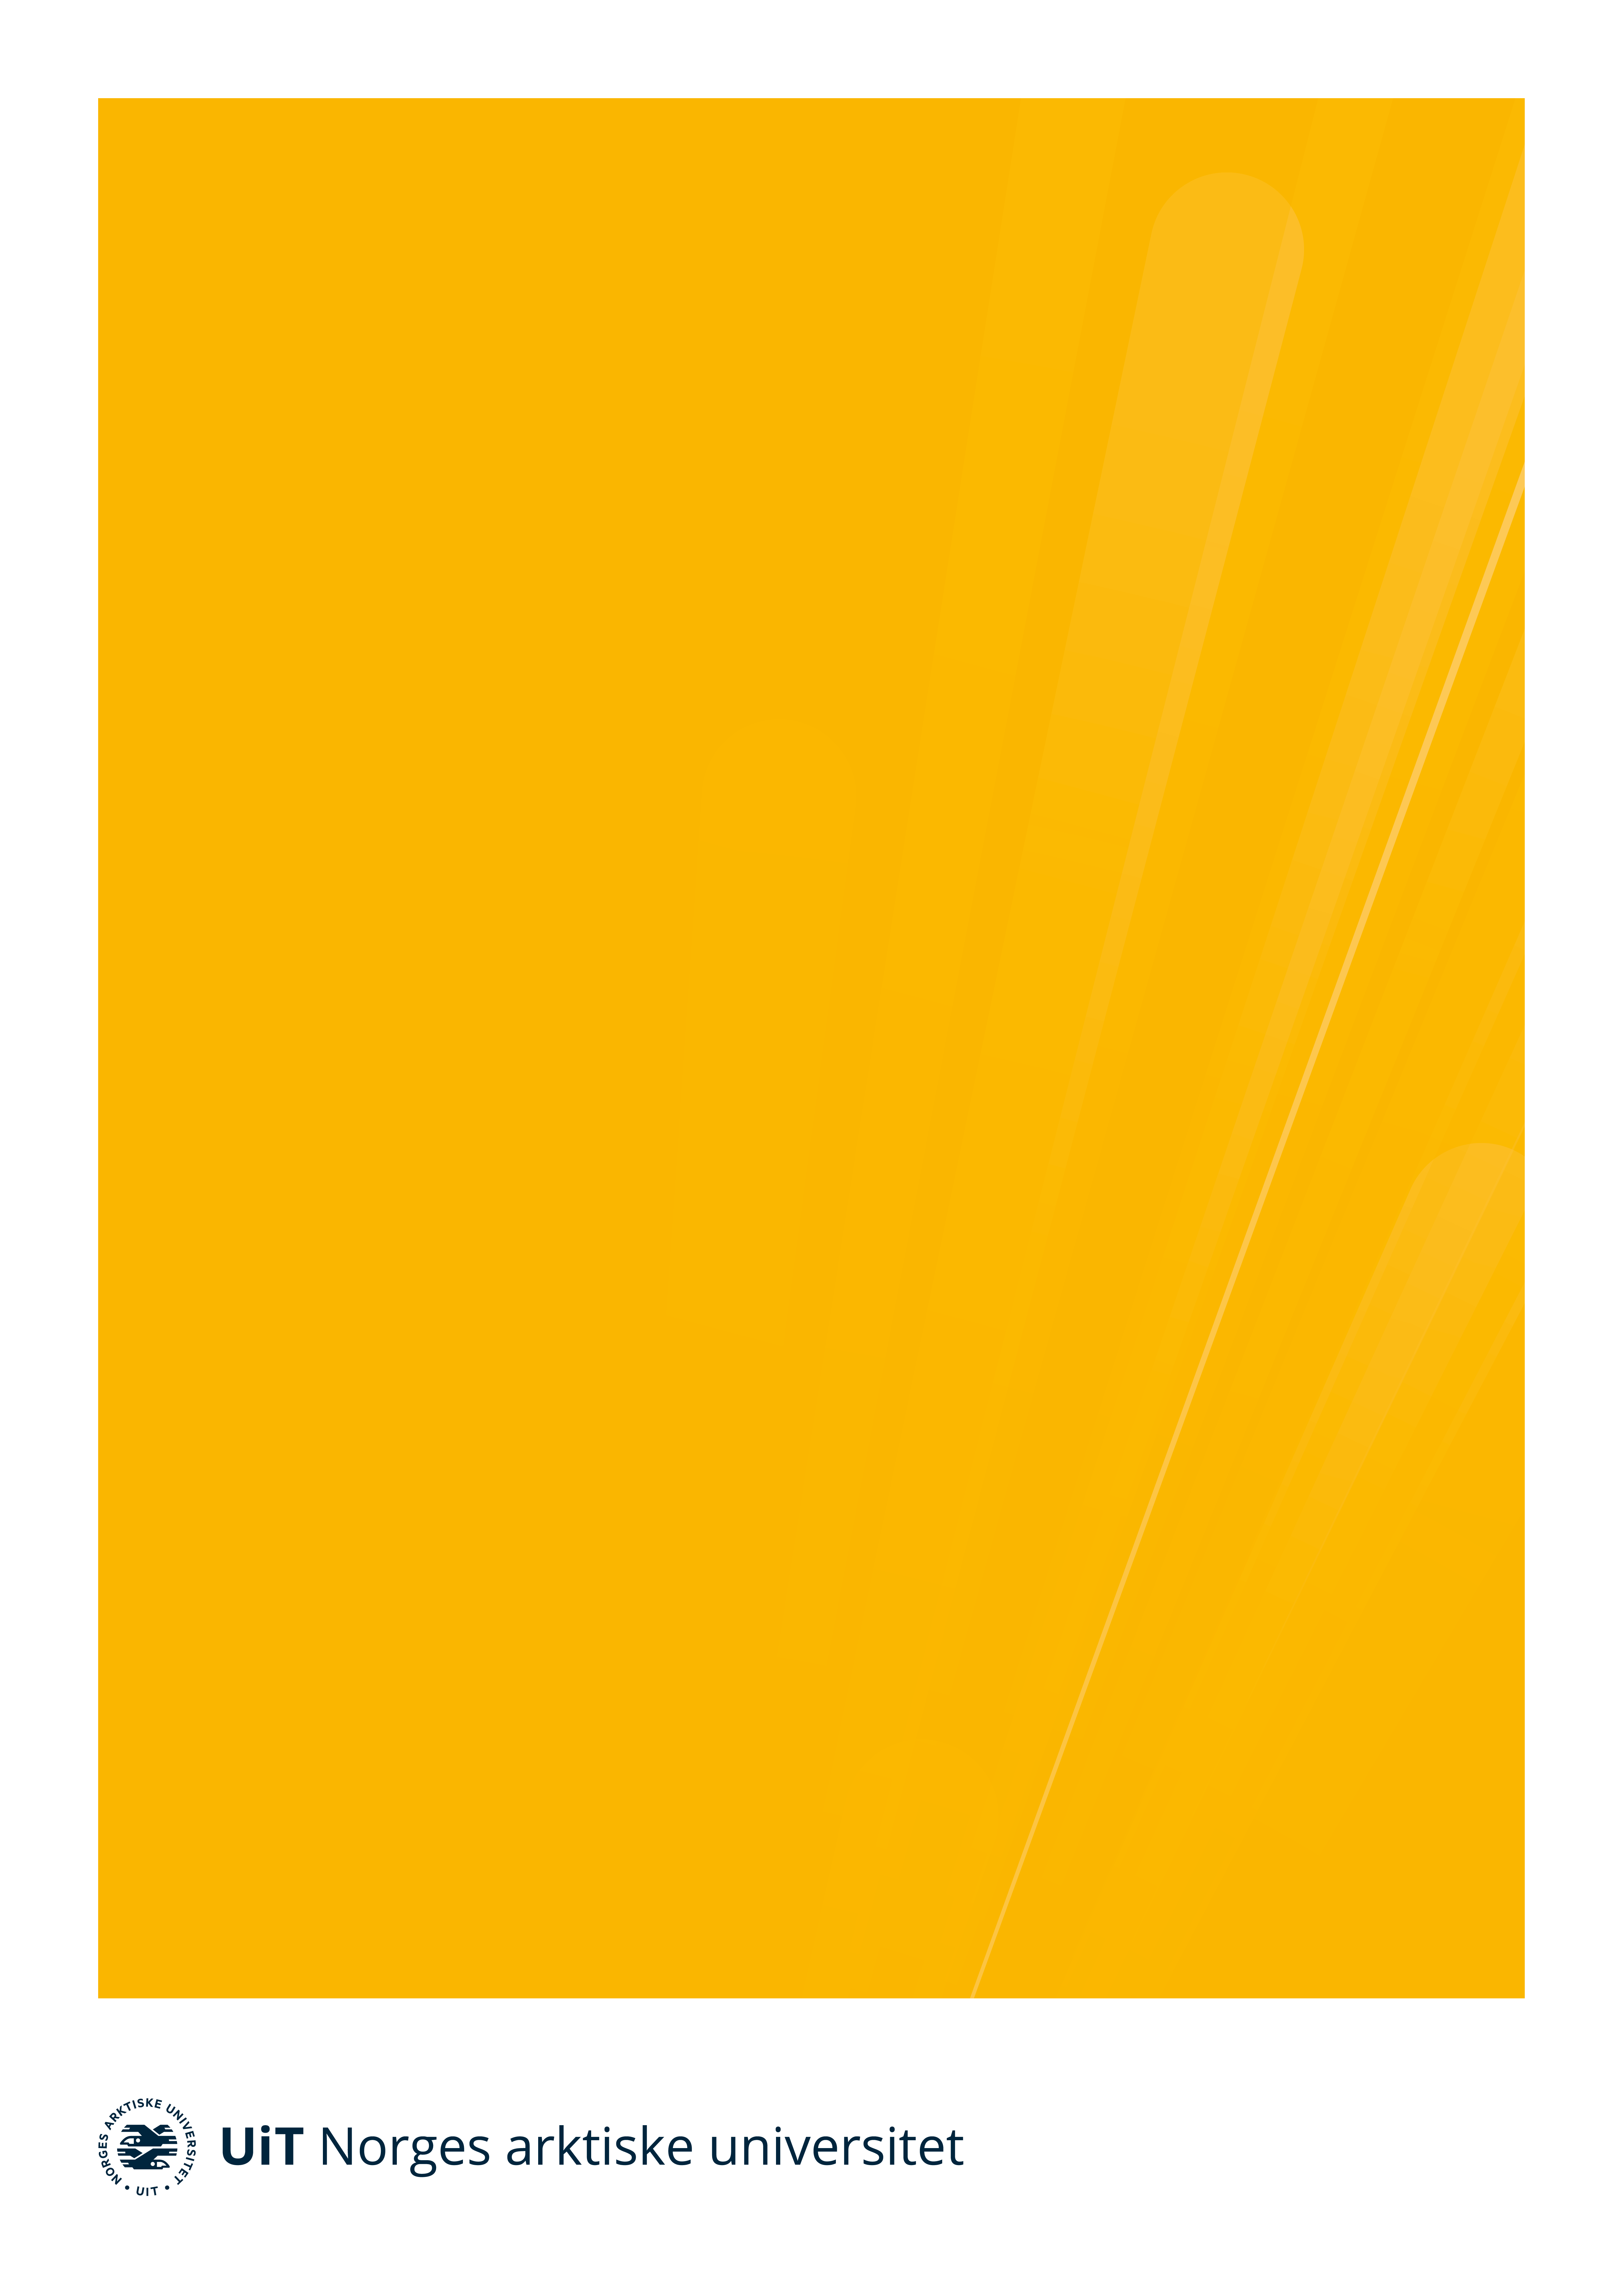 NORGES ARKTISKE UNIVERSITET
• UIT •
UiT Norges arktiske universitet